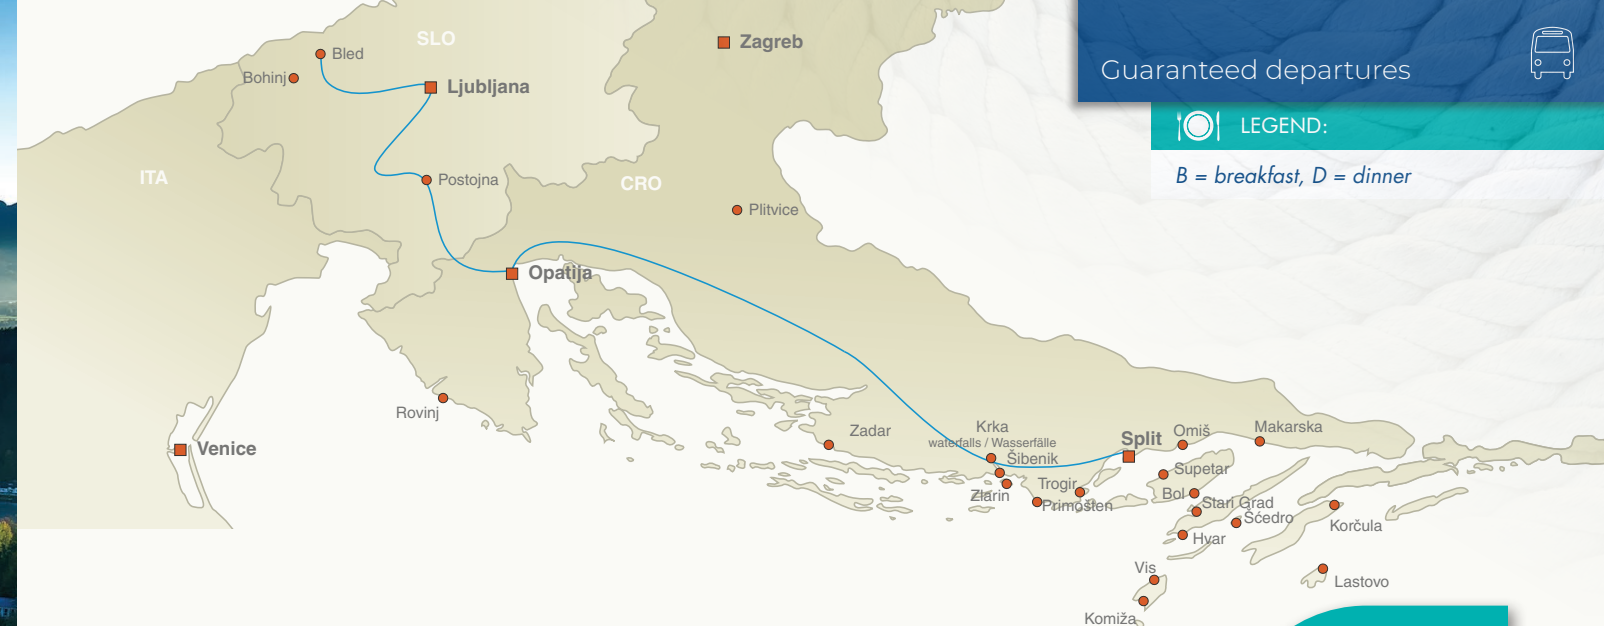 SLO
Zagreb
Bled
Bohinj
Ljubljana
Guaranteed departures
LEGEND:
B = breakfast, D = dinner
ITA
Postojna
CRO
Plitvice
Opatija
Rovinj
Venice
Zadar
Krka
waterfalls / Wasserfälle
Šibenik
Zlarin
Trogir
Primošten
Split
Omiš
Makarska
Supetar
Bol
Stari Grad
Šćedro
Hvar
Korčula
Vis
Lastovo
Komiža